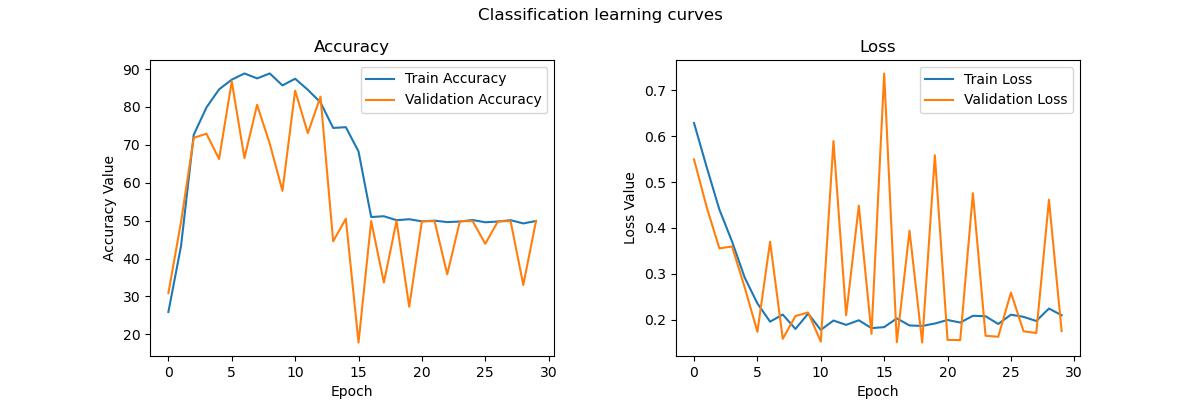 Classification learning curves
Accuracy
Train Accuracy
Validation Accuracy
Accuracy Value
90
80
70
60
50
40
30
20
0 5 10 15 20 25 30
Epoch
Loss
Train Loss
Validation Loss
Loss Value
0.7
0.6
0.5
0.4
0.3
0.2
0 5 10 15 20 25 30
Epoch